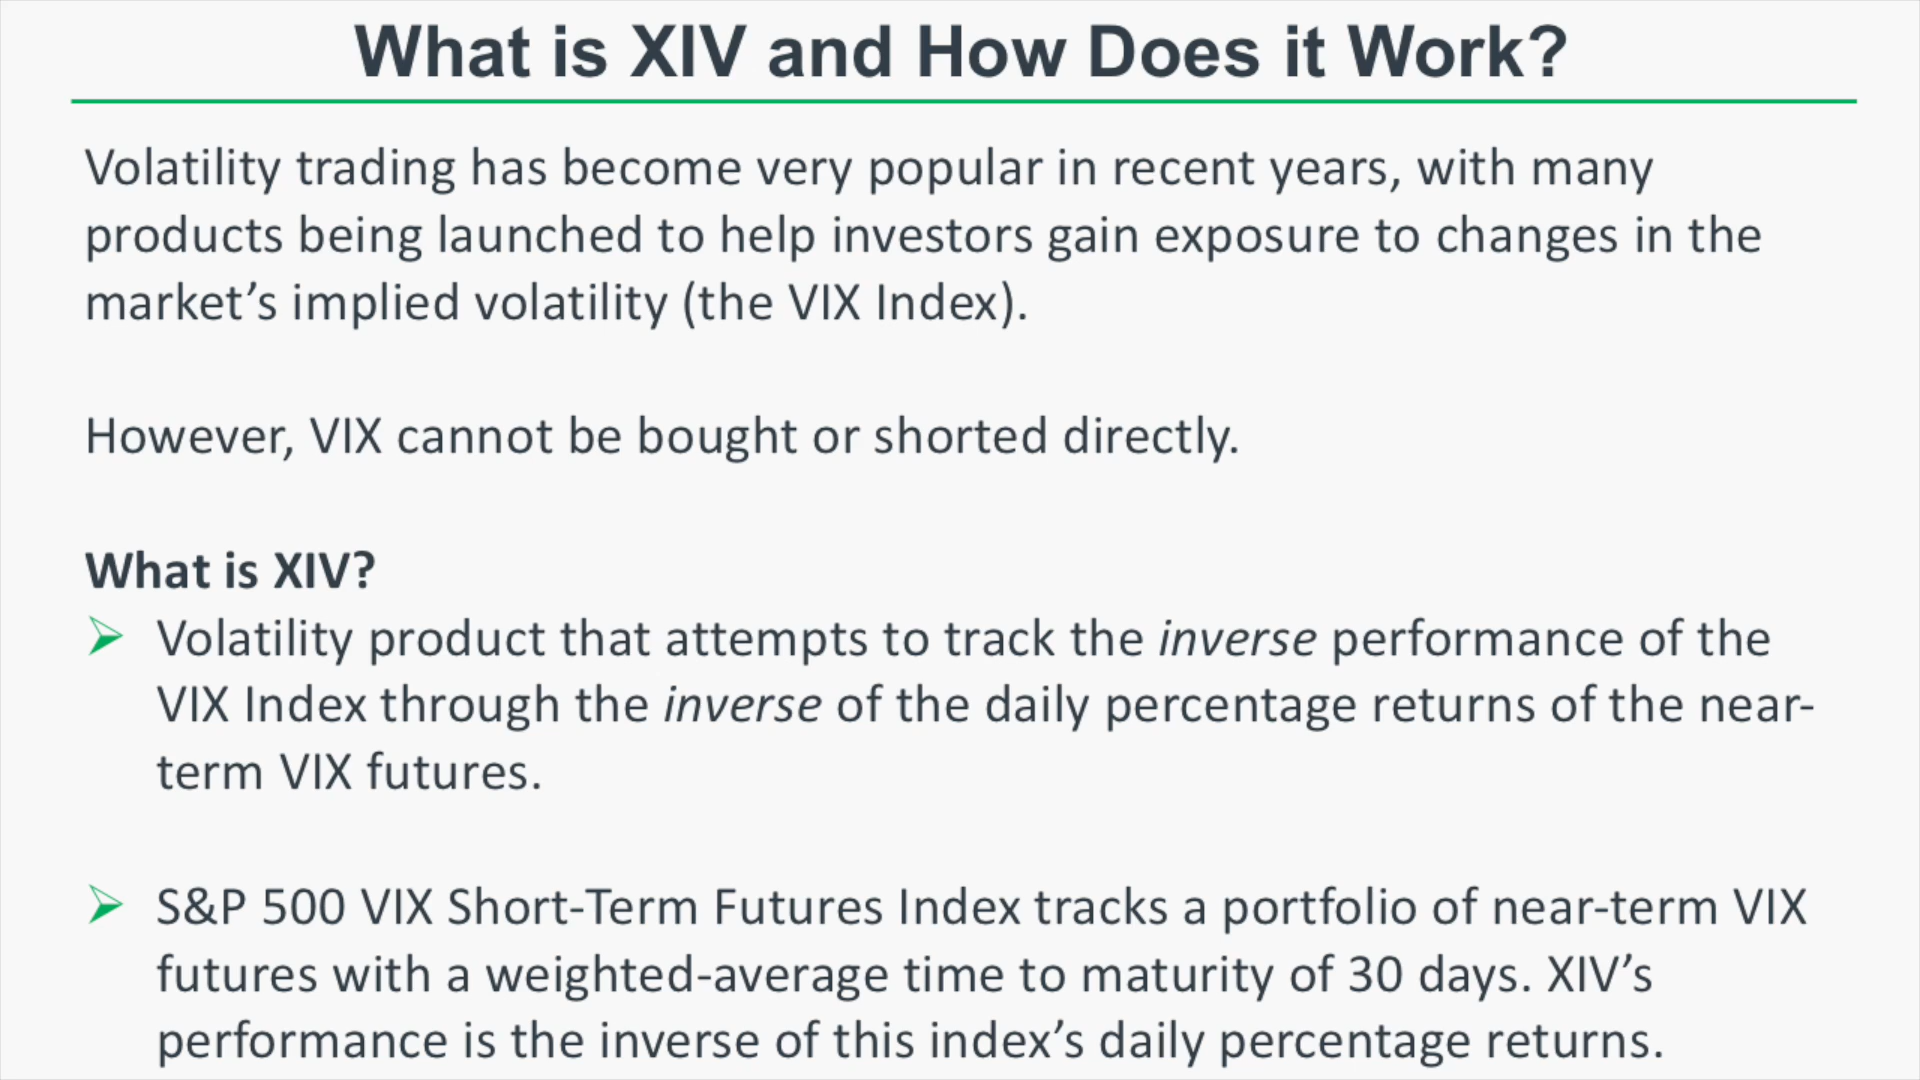 What is XIV and How Does it Work?
Volatility trading has become very popular in recent years, with many
products being launched to help investors gain exposure to changes in the
market’s implied volatility (the VIX Index).
However, VIX cannot be bought or shorted directly.
What is XIV?
Volatility product that attempts to track the inverse performance of the
VIX Index through the inverse of the daily percentage returns of the near-
term VIX futures.
S&P 500 VIX Short-Term Futures Index tracks a portfolio of near-term VIX
futures with a weighted-average time to maturity of 30 days. XIV’s
performance is the inverse of this index’s daily percentage returns.